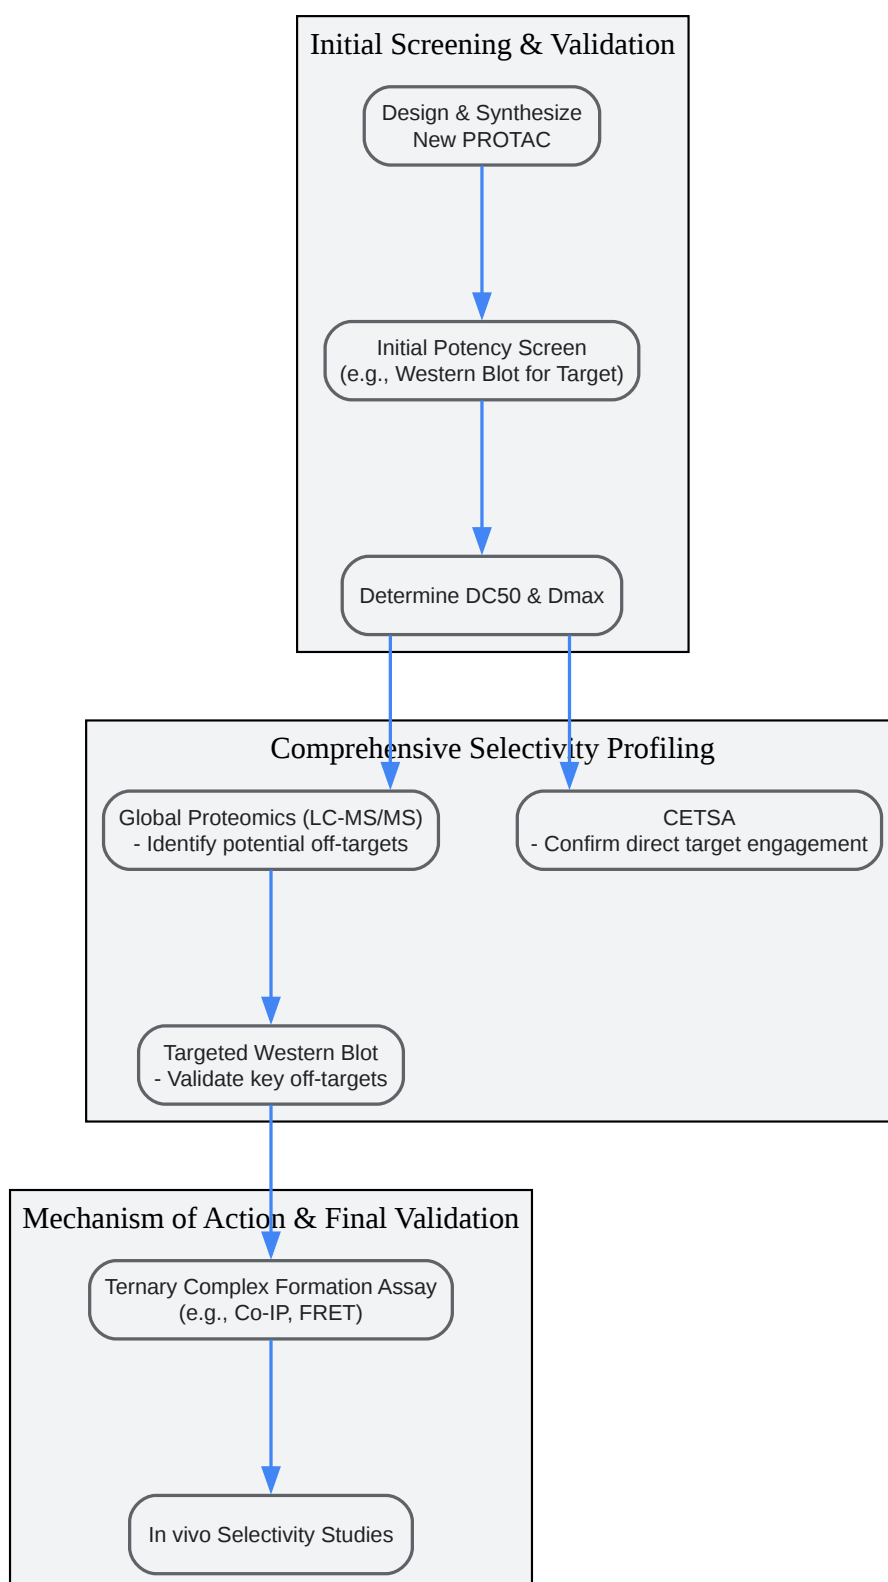 Initial Screening & Validation
Design & Synthesize
New PROTAC
Initial Potency Screen
(e.g., Western Blot for Target)
Determine DC50 & Dmax
Comprehensive Selectivity Profiling
Global Proteomics (LC-MS/MS)
- Identify potential off-targets
CETSA
- Confirm direct target engagement
Targeted Western Blot
- Validate key off-targets
Mechanism of Action & Final Validation
Ternary Complex Formation Assay
(e.g., Co-IP, FRET)
In vivo Selectivity Studies